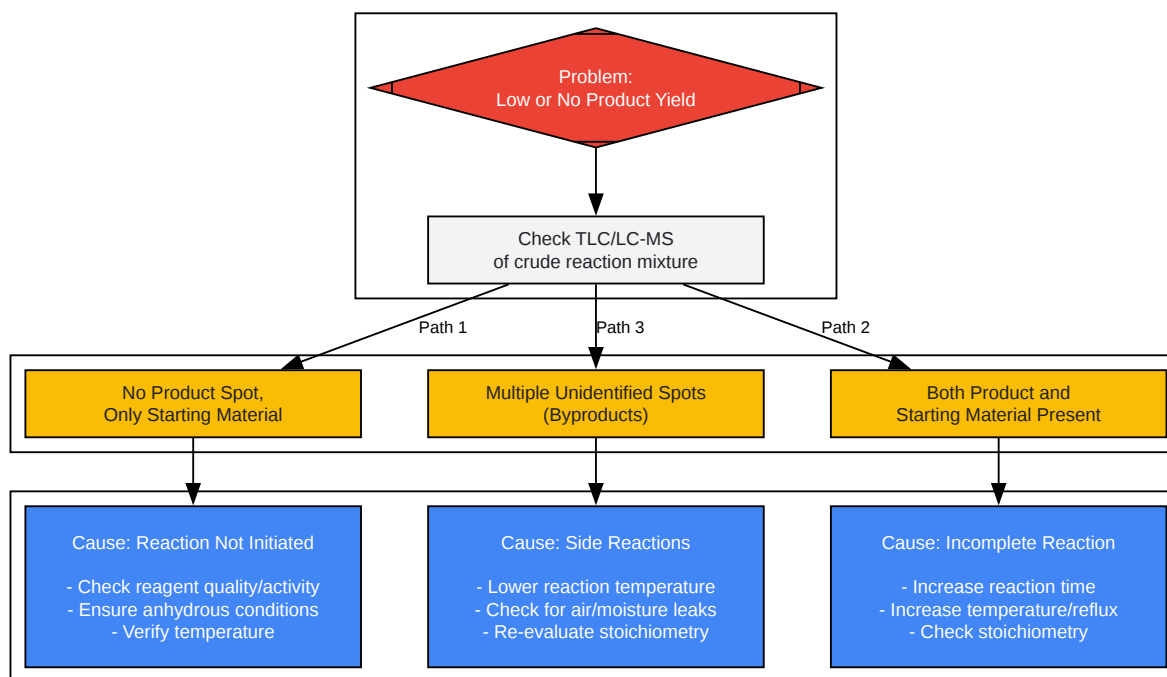 Problem:
Low or No Product Yield
Check TLC/LC-MS
of crude reaction mixture
Path 1
Path 3
Path 2
No Product Spot,
Only Starting Material
Multiple Unidentified Spots
(Byproducts)
Both Product and
Starting Material Present
Cause: Reaction Not Initiated
- Check reagent quality/activity
- Ensure anhydrous conditions
- Verify temperature
Cause: Side Reactions
- Lower reaction temperature
- Check for air/moisture leaks
- Re-evaluate stoichiometry
Cause: Incomplete Reaction
- Increase reaction time
- Increase temperature/reflux
- Check stoichiometry